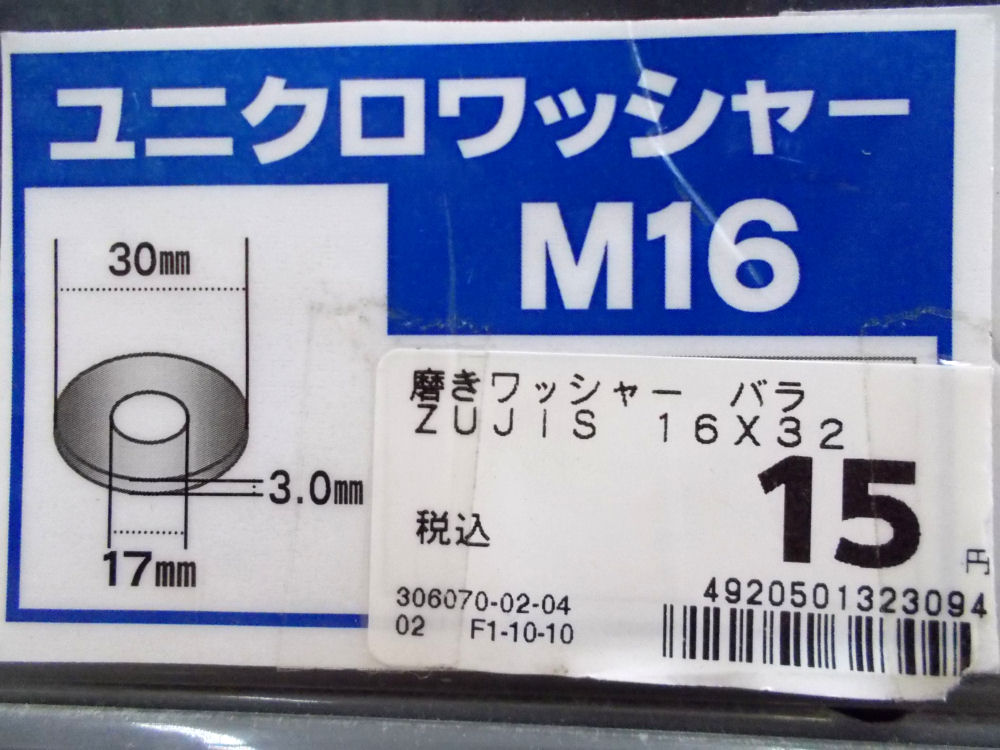 ユニクロワッシャー
M16
30mm
3.0mm
17mm
磨きワッシャー バラ
ZUJIS 16X32
税込
15
円
306070-02-04
02 F1-10-10
4920501323094